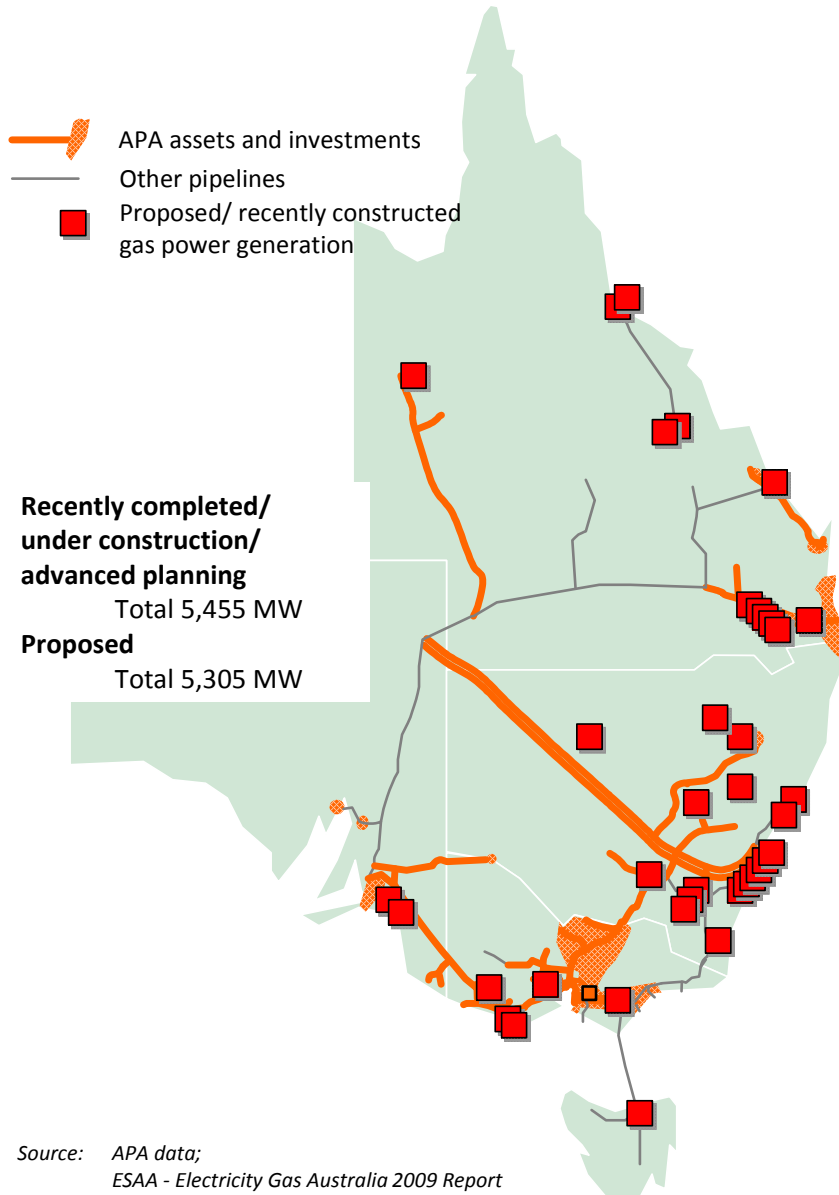 APA assets and investments
Other pipelines
Proposed/ recently constructed
gas power generation
Recently completed/
under construction/
advanced planning
Total 5,455 MW
Proposed
Total 5,305 MW
Source: APA data;
ESAA - Electricity Gas Australia 2009 Report